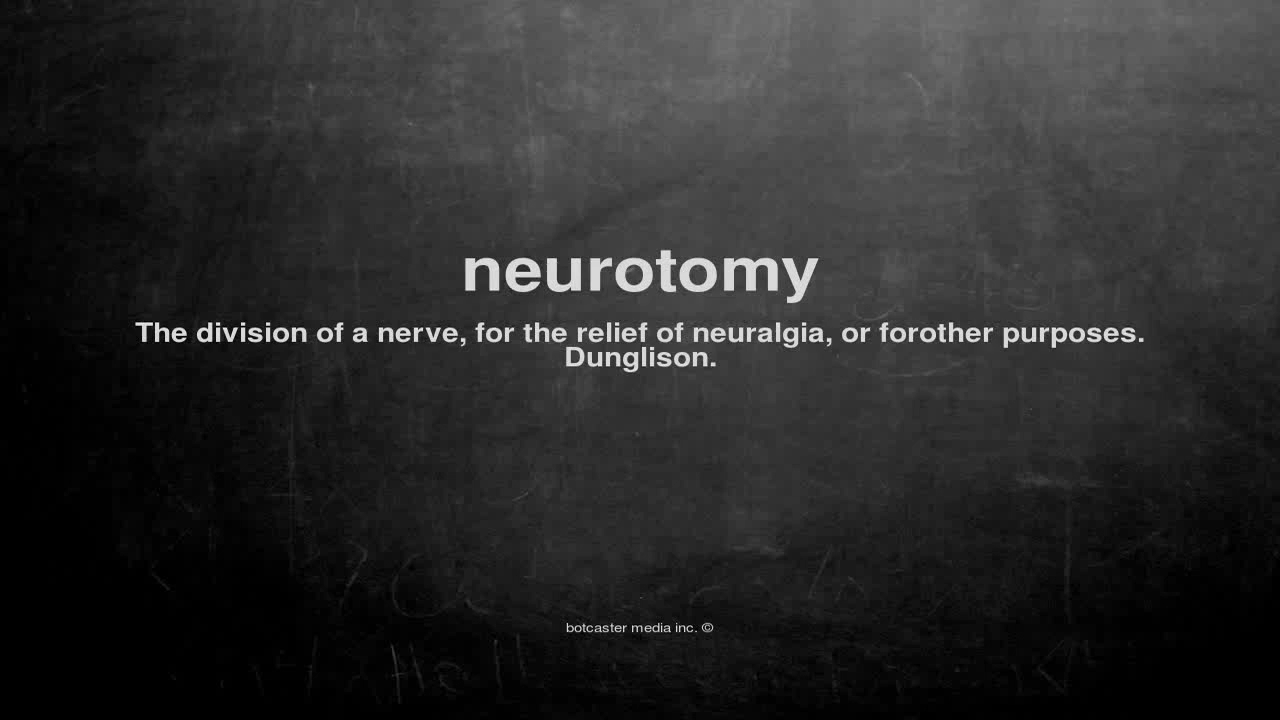 neurotomy
The division of a nerve, for the relief of neuralgia, or forother purposes.
Dunglison.
botcaster media inc. ©